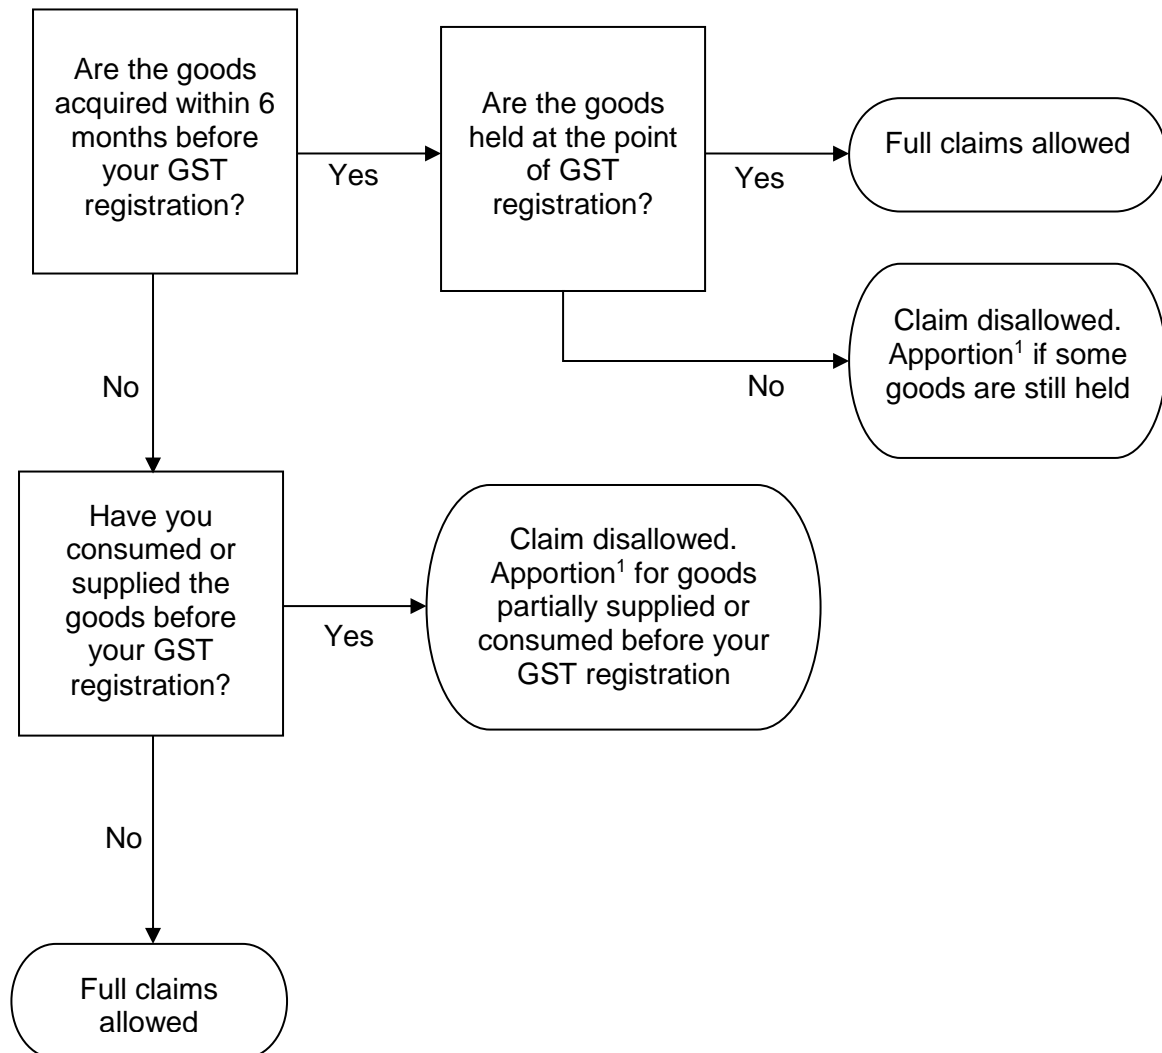 Are the goods
acquired within 6
months before
your GST
registration?
Yes
Are the goods
held at the point
of GST
registration?
Yes
Full claims allowed
No
Claim disallowed.
Apportion¹ if some
goods are still held
No
Have you
consumed or
supplied the
goods before
your GST
registration?
Yes
Claim disallowed.
Apportion¹ for goods
partially supplied or
consumed before your
GST registration
No
Full claims
allowed